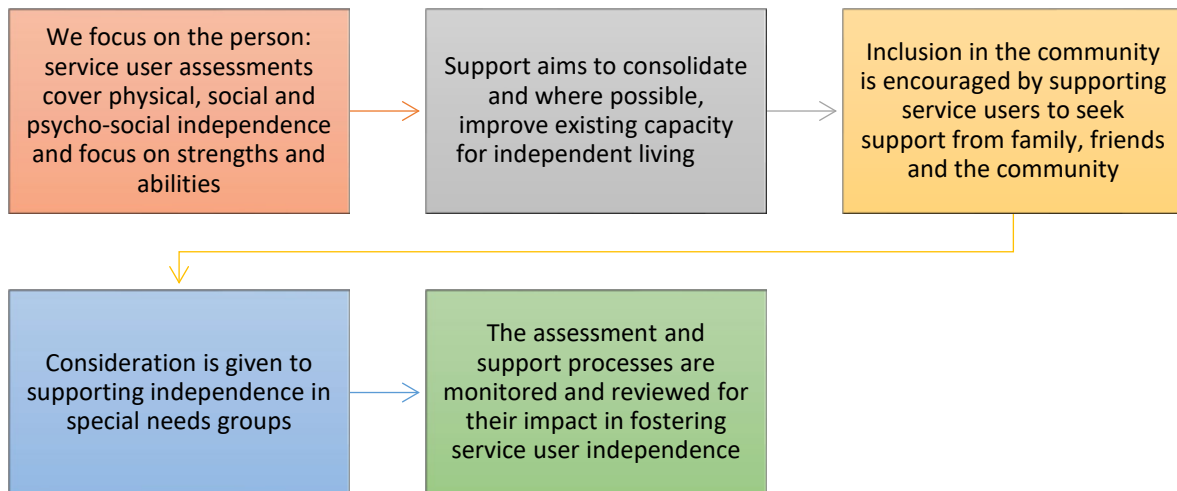 We focus on the person:
service user assessments
cover physical, social and
psycho-social independence
and focus on strengths and
abilities
Support aims to consolidate
and where possible,
improve existing capacity
for independent living
Inclusion in the community
is encouraged by supporting
service users to seek
support from family, friends
and the community
Consideration is given to
supporting independence in
special needs groups
The assessment and
support processes are
monitored and reviewed for
their impact in fostering
service user independence